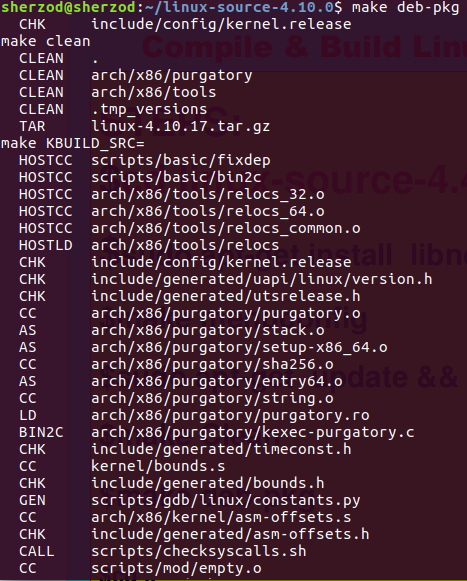 sherzod@sherzod:~/linux-source-4.10.0$ make deb-pkg
CHK include/config/kernel.release
make clean
CLEAN .
CLEAN arch/x86/purgatory
CLEAN arch/x86/tools
CLEAN .tmp_versions
TAR linux-4.10.17.tar.gz
make KBUILD_SRC=
HOSTCC scripts/basic/fixdep
HOSTCC scripts/basic/bin2c
HOSTCC arch/x86/tools/relocs_32.o
HOSTCC arch/x86/tools/relocs_64.o
HOSTCC arch/x86/tools/relocs_common.o
HOSTLD arch/x86/tools/relocs
CHK include/config/kernel.release
CHK include/generated/uapi/linux/version.h
CHK include/generated/utsrelease.h
CC arch/x86/purgatory/purgatory.o
AS arch/x86/purgatory/stack.o
AS arch/x86/purgatory/setup-x86_64.o
CC arch/x86/purgatory/sha256.o
AS arch/x86/purgatory/entry64.o
CC arch/x86/purgatory/string.o
LD arch/x86/purgatory/purgatory.ro
BIN2C arch/x86/purgatory/kexec-purgatory.c
CHK include/generated/timeconst.h
CC kernel/bounds.s
CHK include/generated/bounds.h
GEN scripts/gdb/linux/constants.py
CC arch/x86/kernel/asm-offsets.s
CHK include/generated/asm-offsets.h
CALL scripts/checksyscalls.sh
CC scripts/mod/empty.o
Compile & Build Lin